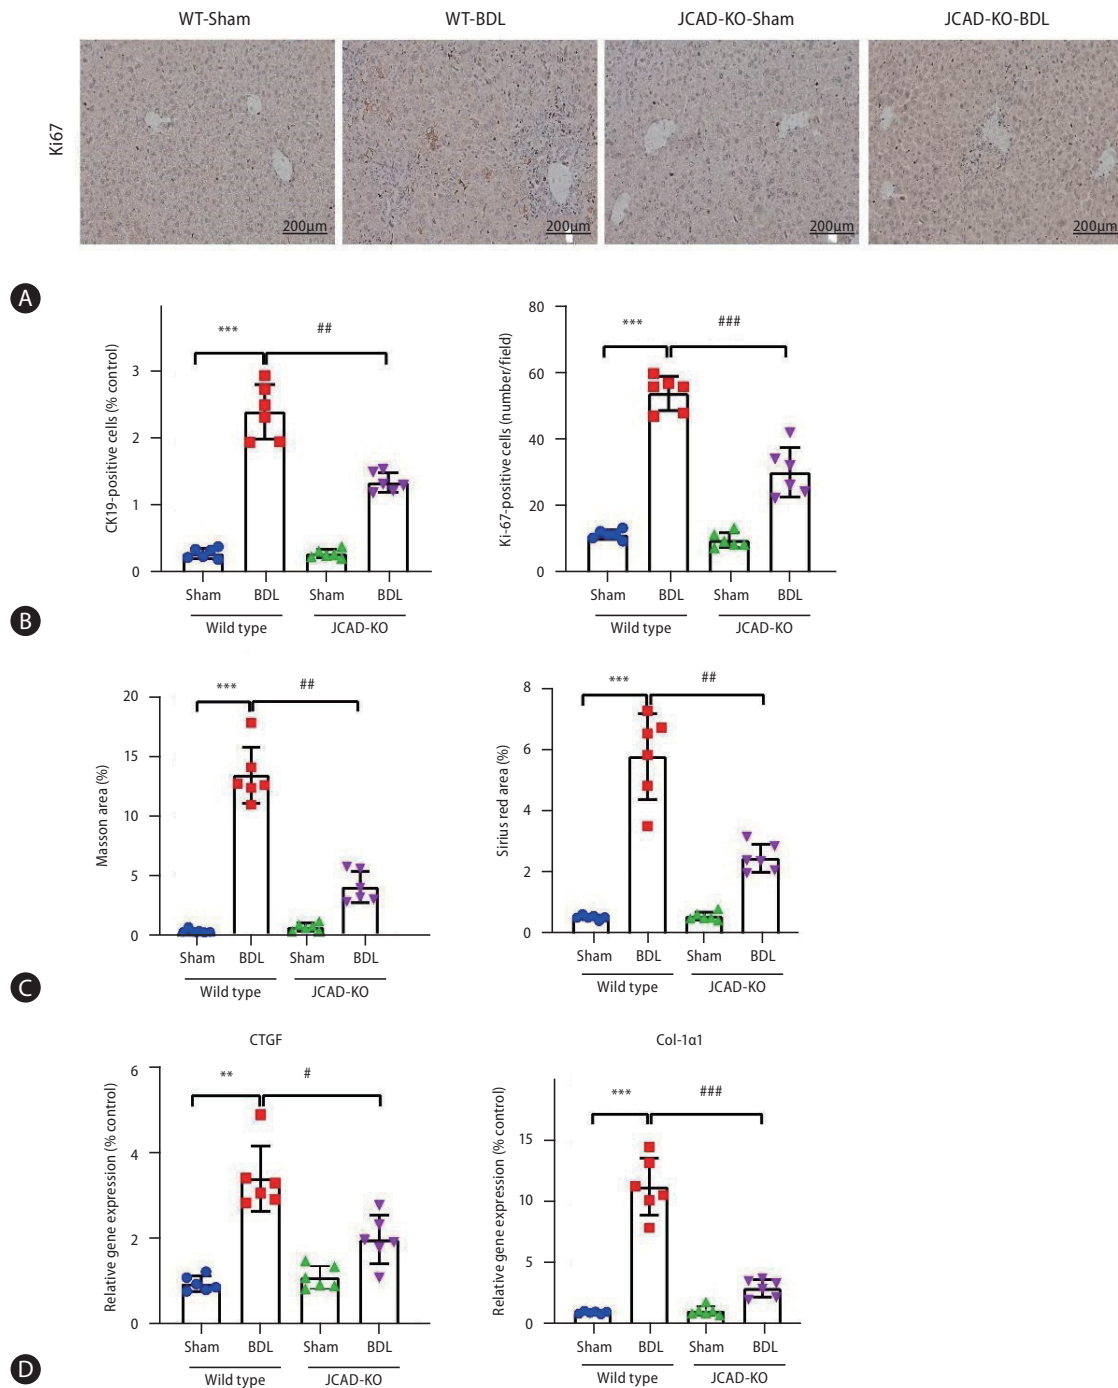 WT-Sham WT-BDL JCAD-KO-Sham JCAD-KO-BDL
Ki67
200μm 200μm 200μm 200μm
A
CK19-positive cells (% control)
3
2
1
0
*** ##
Sham BDL Sham BDL
Wild type JCAD-KO
Ki-67-positive cells (number/field)
80
60
40
20
0
*** ###
Sham BDL Sham BDL
Wild type JCAD-KO
B
Masson area (%)
20
15
10
5
0
*** ##
Sham BDL Sham BDL
Wild type JCAD-KO
Sirius red area (%)
8
6
4
2
0
*** ##
Sham BDL Sham BDL
Wild type JCAD-KO
C
CTGF
Relative gene expression (% control)
6
4
2
0
** #
Sham BDL Sham BDL
Wild type JCAD-KO
Col-1α1
Relative gene expression (% control)
15
10
5
0
*** ###
Sham BDL Sham BDL
Wild type JCAD-KO
D